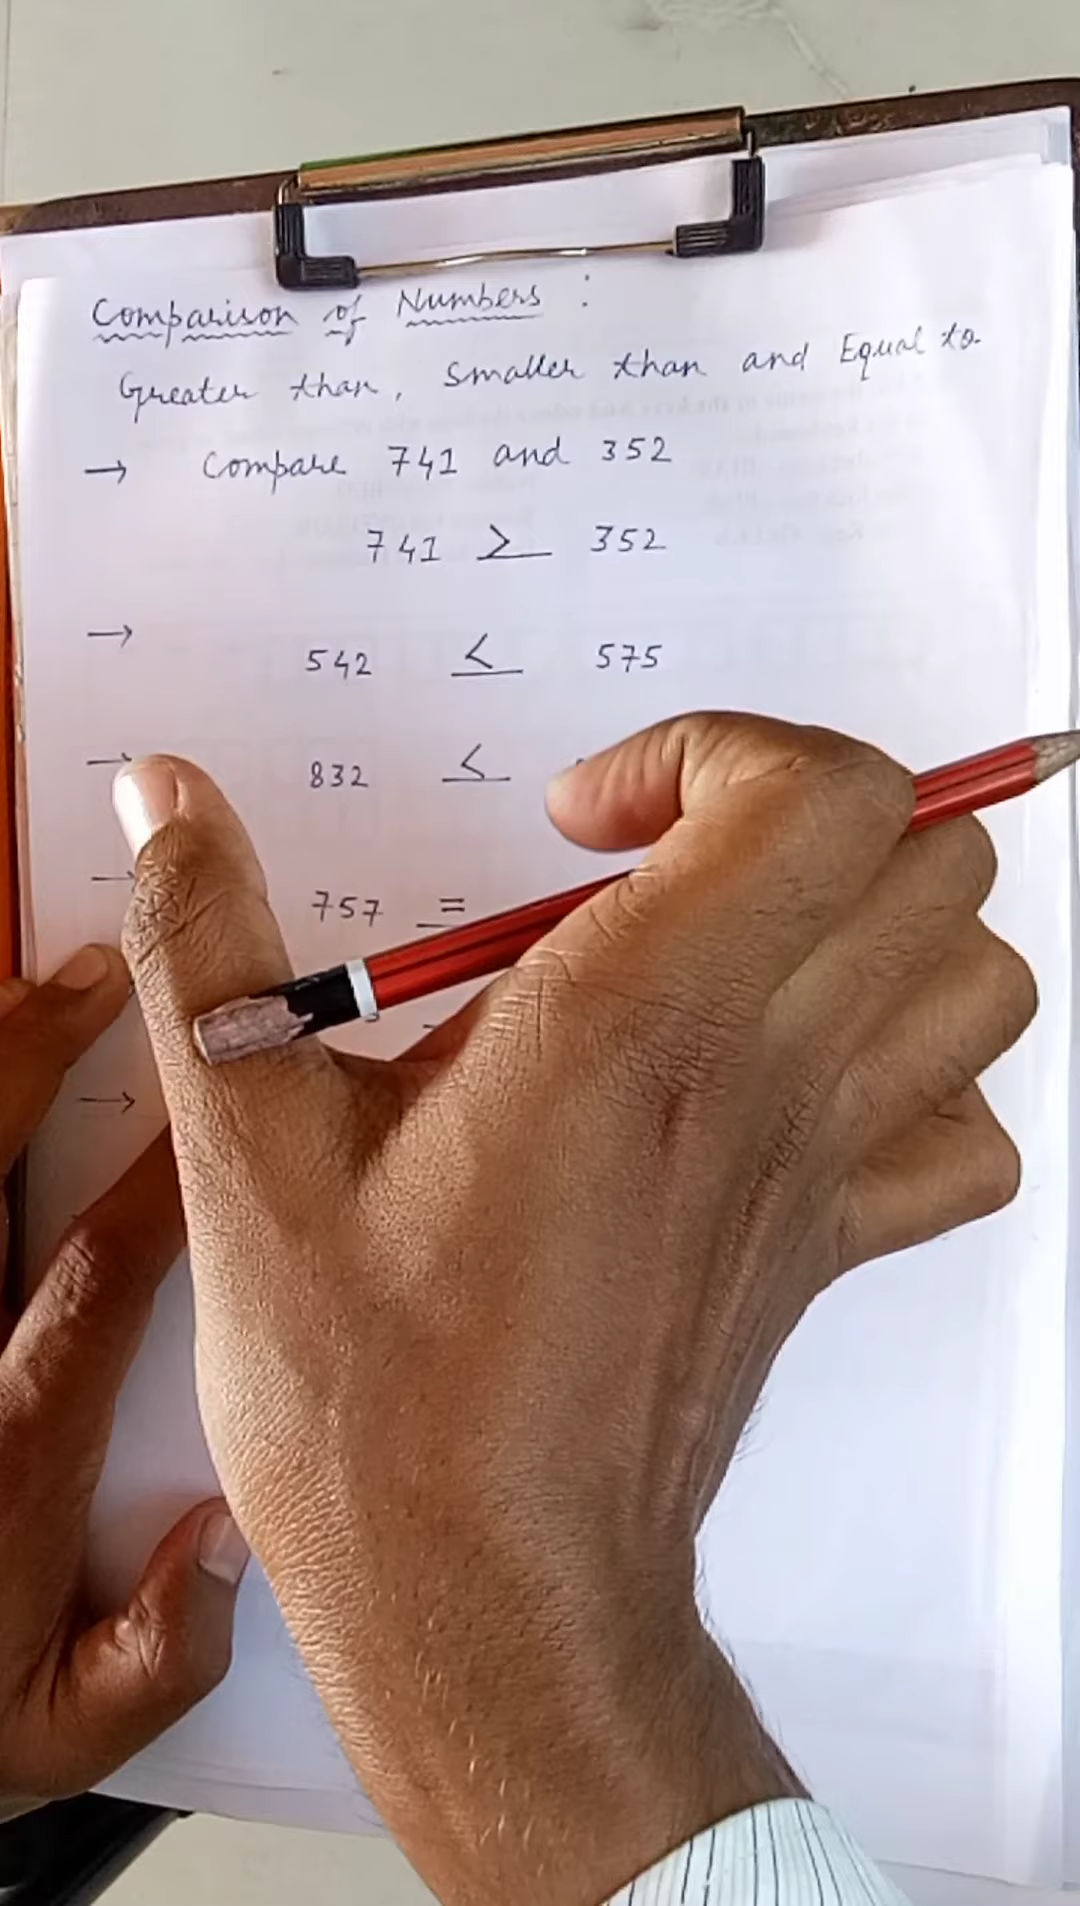 Comparison of Numbers :
Greater than, Smaller than and Equal to.
→ Compare 741 and 352
741 > 352
→ 542 < 575
→ 832 <
→ 757 =
→